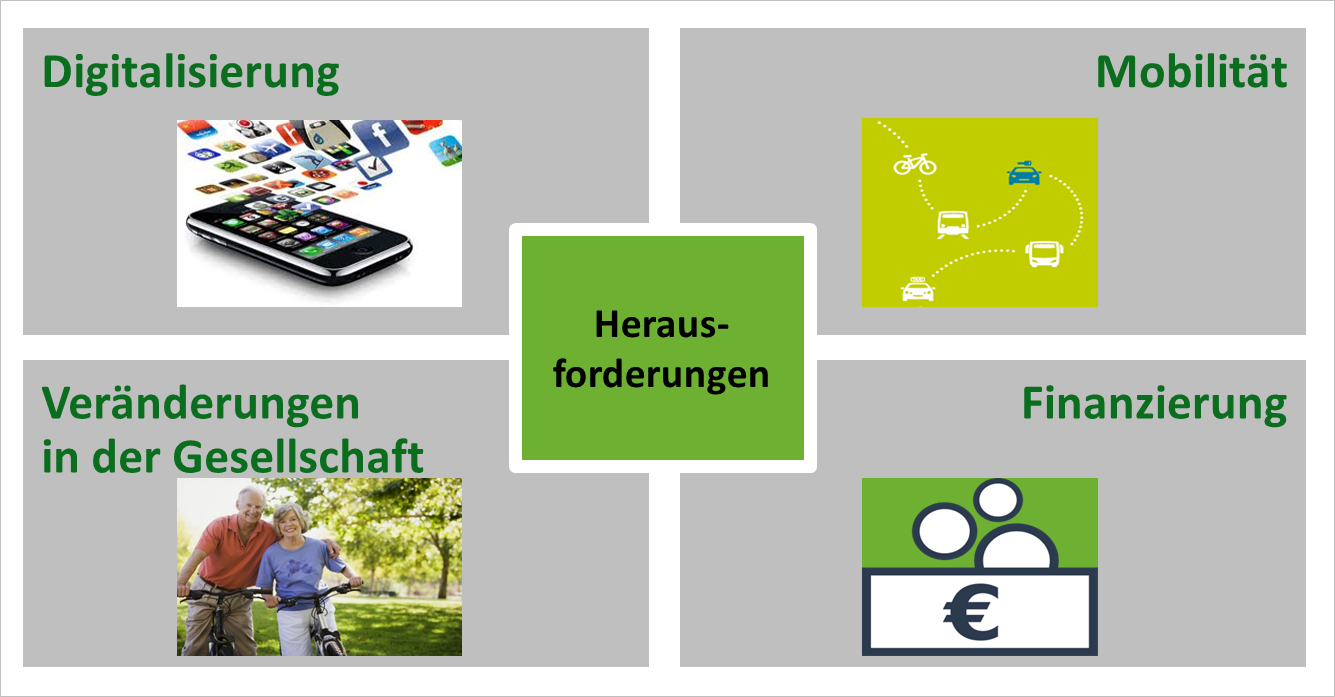 Digitalisierung
Mobilität
Heraus-
forderungen
Veränderungen
in der Gesellschaft
Finanzierung
€